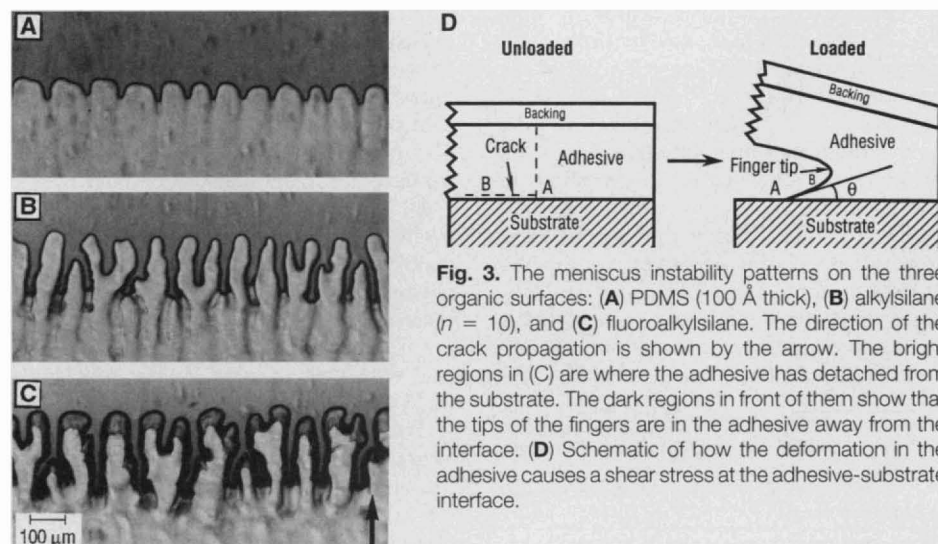 A
B
C
100 μm
D
Unloaded
Loaded
Backing
Crack
Adhesive
B
A
Substrate
Backing
Adhesive
Finger tip
B
A
θ
Substrate
Fig. 3. The meniscus instability patterns on the three
organic surfaces: (A) PDMS (100 Å thick), (B) alkylsilane
(n = 10), and (C) fluoroalkylsilane. The direction of the
crack propagation is shown by the arrow. The brigh
regions in (C) are where the adhesive has detached from
the substrate. The dark regions in front of them show tha
the tips of the fingers are in the adhesive away from the
interface. (D) Schematic of how the deformation in the
adhesive causes a shear stress at the adhesive-substrate
interface.